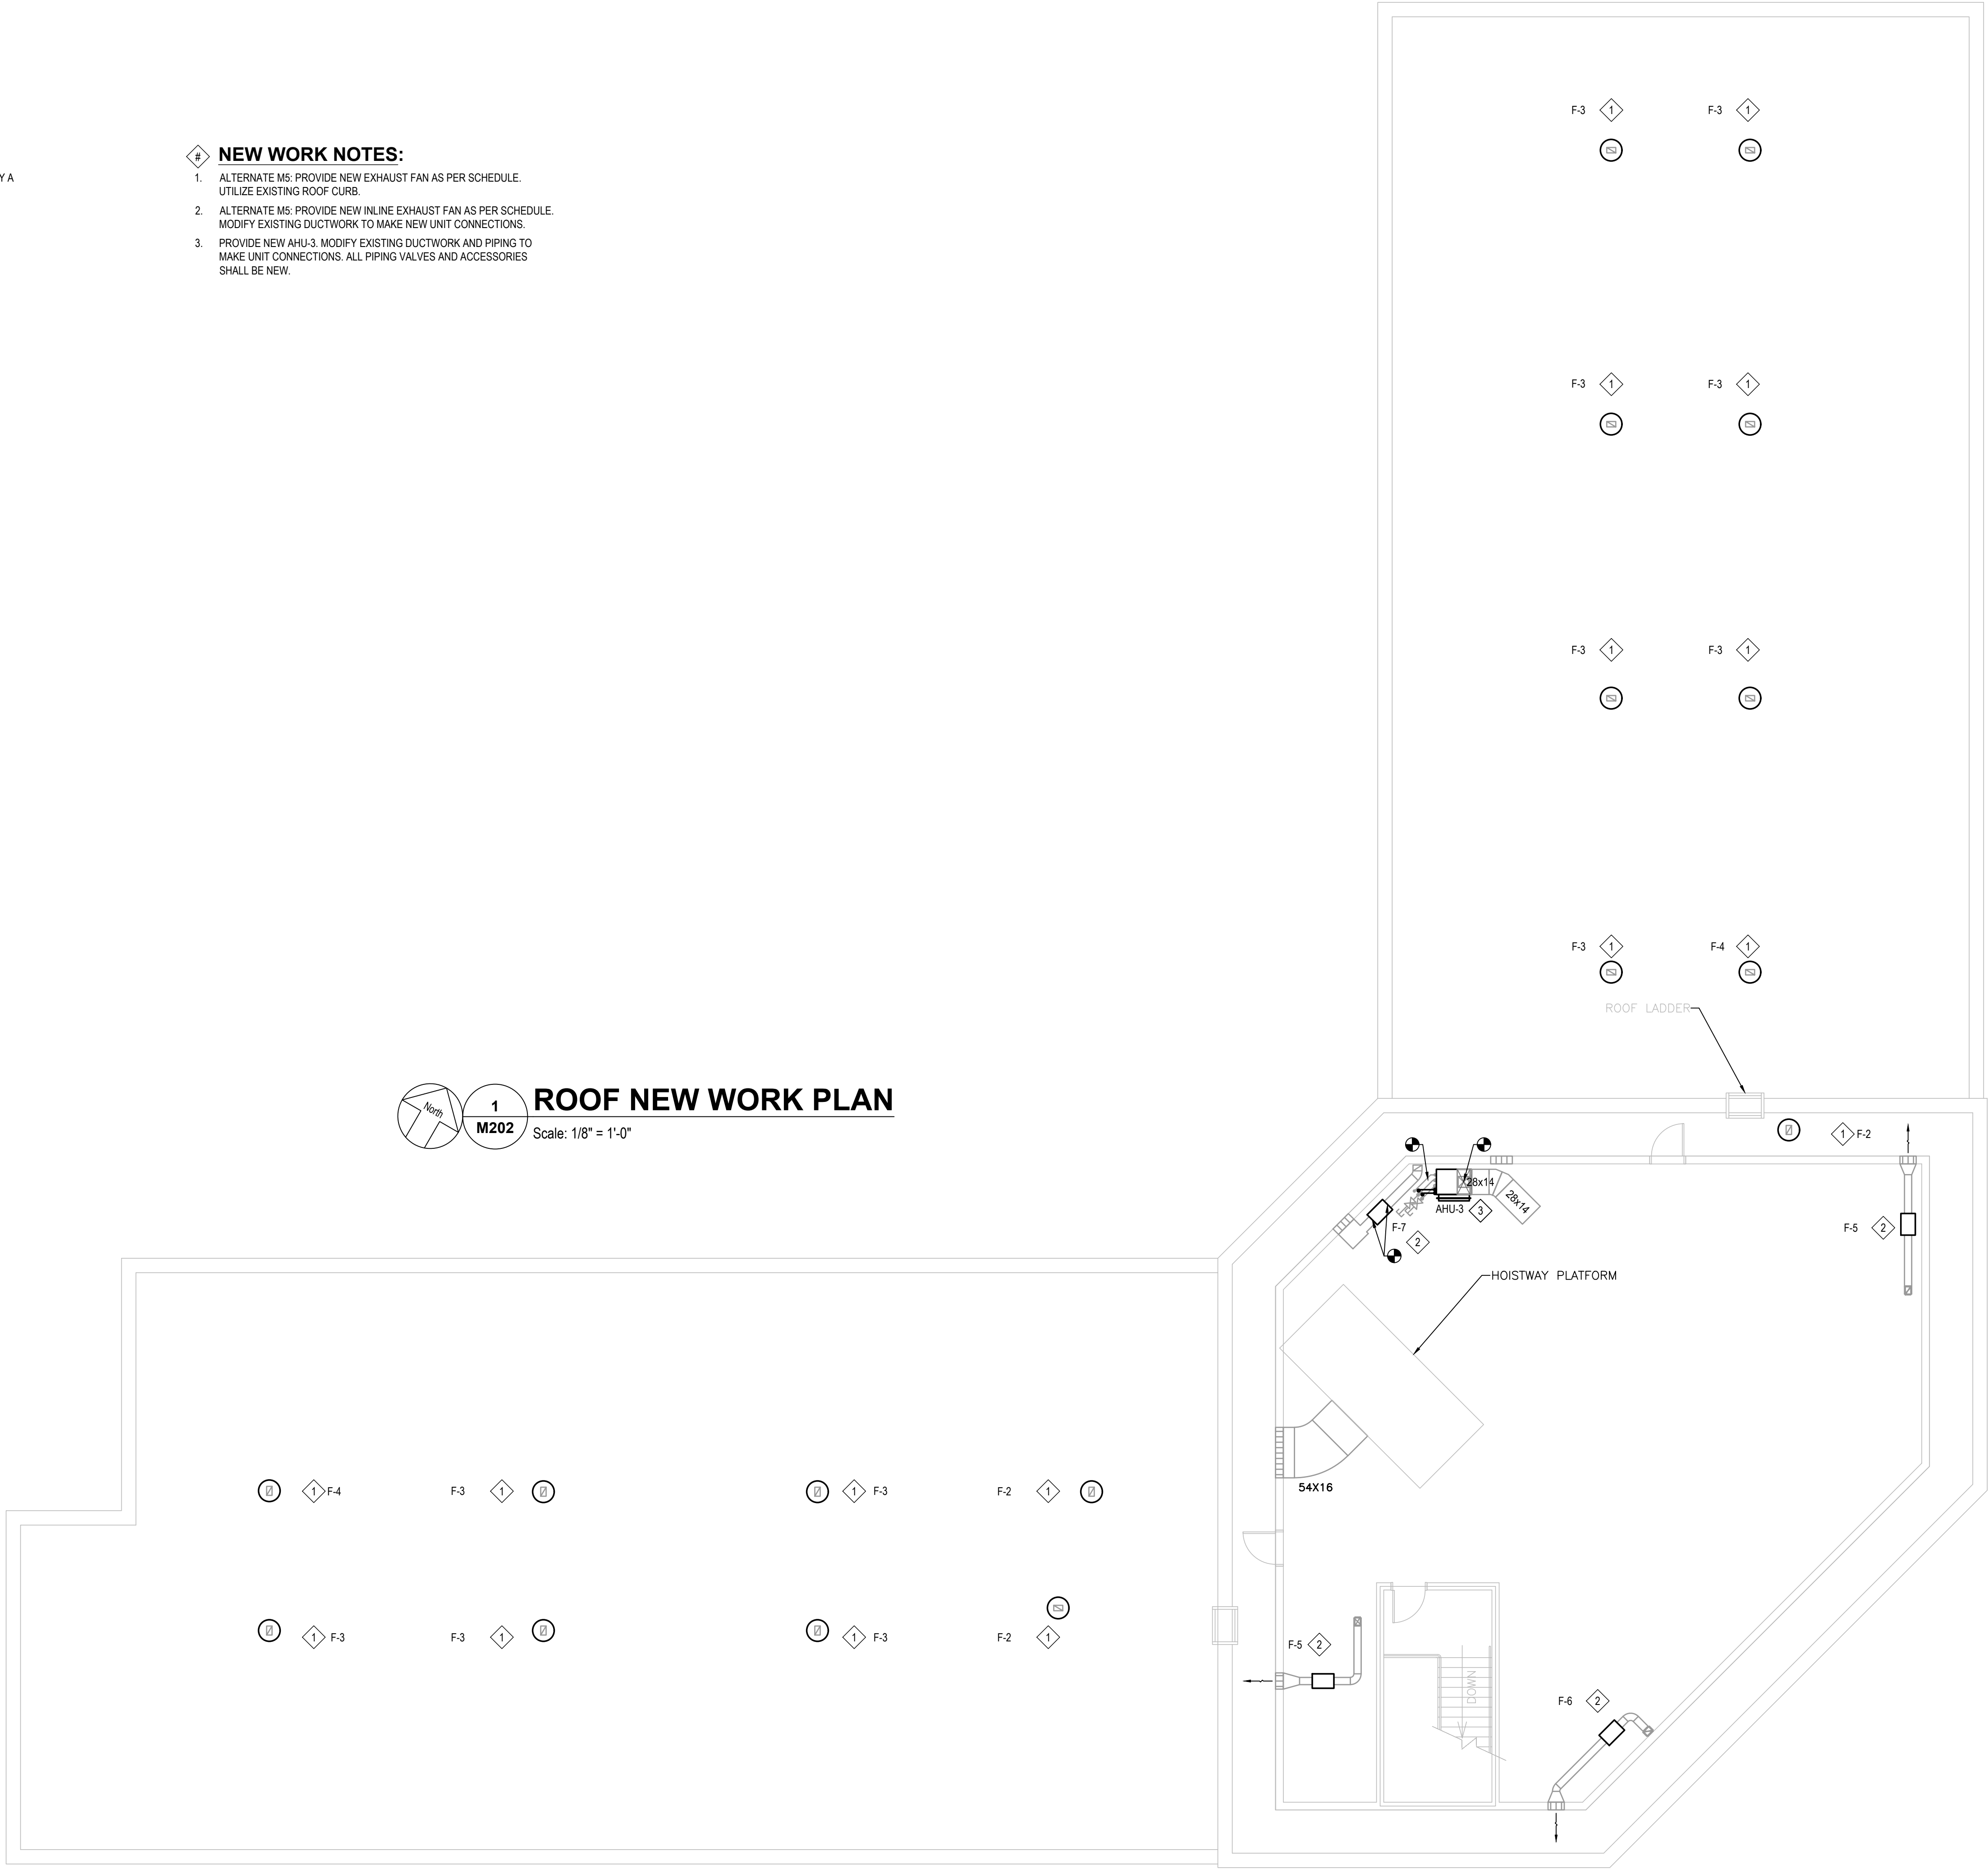 Y A
# NEW WORK NOTES:
1. ALTERNATE M5: PROVIDE NEW EXHAUST FAN AS PER SCHEDULE.
UTILIZE EXISTING ROOF CURB.
2. ALTERNATE M5: PROVIDE NEW INLINE EXHAUST FAN AS PER SCHEDULE.
MODIFY EXISTING DUCTWORK TO MAKE NEW UNIT CONNECTIONS.
3. PROVIDE NEW AHU-3. MODIFY EXISTING DUCTWORK AND PIPING TO
MAKE UNIT CONNECTIONS. ALL PIPING VALVES AND ACCESSORIES
SHALL BE NEW.
F-3 1 F-3 1
F-3 1 F-3 1
F-3 1 F-3 1
F-3 1 F-4 1
ROOF LADDER
North
1
M202
ROOF NEW WORK PLAN
Scale: 1/8" = 1'-0"
1 F-2
28x14
28x14
AHU-3 3
F-7
2
F-5 2
HOISTWAY PLATFORM
54X16
1 F-4 F-3 1 1 F-3 F-2 1
1 F-3 F-3 1 1 F-3 F-2 1
F-5 2
DOWN
F-6 2